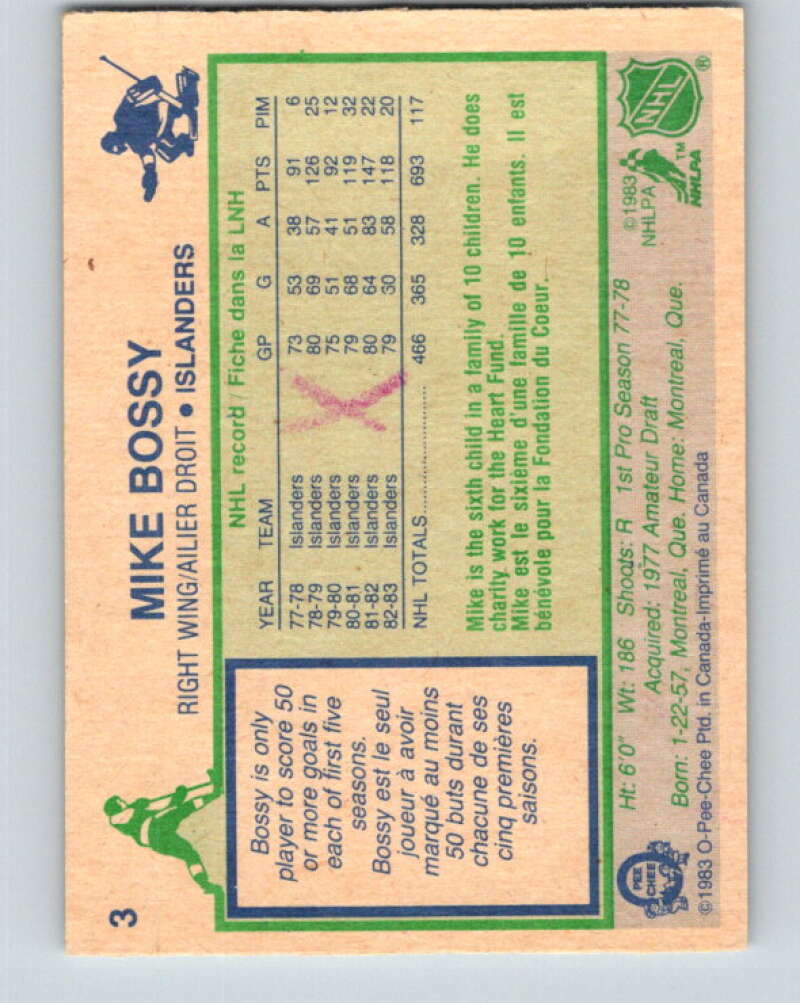 3
MIKE BOSSY
RIGHT WING/AILIER DROIT • ISLANDERS
Bossy is only
player to score 50
or more goals in
each of first five
seasons.
Bossy est le seul
joueur à avoir
marqué au moins
50 buts durant
chacune de ses
cinq premières
saisons.
NHL record / Fiche dans la LNH
YEAR TEAM GP G A PTS PIM
77-78 Islanders 73 53 38 91 6
78-79 Islanders 80 69 57 126 25
79-80 Islanders 75 51 41 92 12
80-81 Islanders 79 68 51 119 32
81-82 Islanders 80 64 83 147 22
82-83 Islanders 79 60 58 118 20
NHL TOTALS.................... 466 365 328 693 117
Mike is the sixth child in a family of 10 children. He does
charity work for the Heart Fund.
Mike est le sixième d'une famille de 10 enfants. Il est
bénévole pour la Fondation du Coeur.
Ht: 6'0" Wt: 186 Shoots: R 1st Pro Season 77-78
Acquired: 1977 Amateur Draft
Born: 1-22-57, Montreal, Que. Home: Montreal, Que.
©1983 O-Pee-Chee Ptd. in Canada-Imprimé au Canada
O
PEE
CHEE
©1983
NHLPA
NHLPA™
NHL®